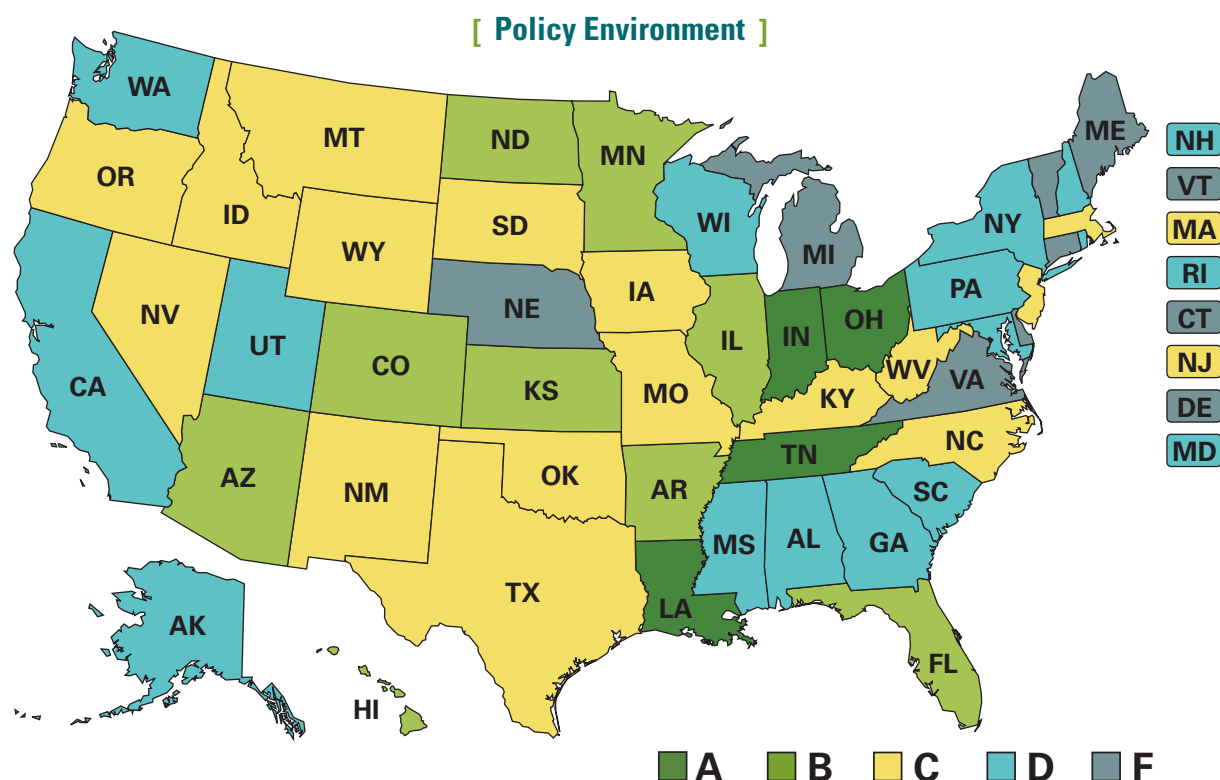 [ Policy Environment ]
WA
MT
ND
MN
ME
NH
OR
VT
ID
SD
WI
NY
MA
WY
MI
RI
IA
PA
NE
CT
NV
IL
IN
OH
UT
CO
NJ
CA
KS
MO
WV
VA
KY
DE
NC
MD
TN
AZ
NM
OK
AR
SC
MS
AL
GA
TX
LA
AK
FL
HI
A B C D F